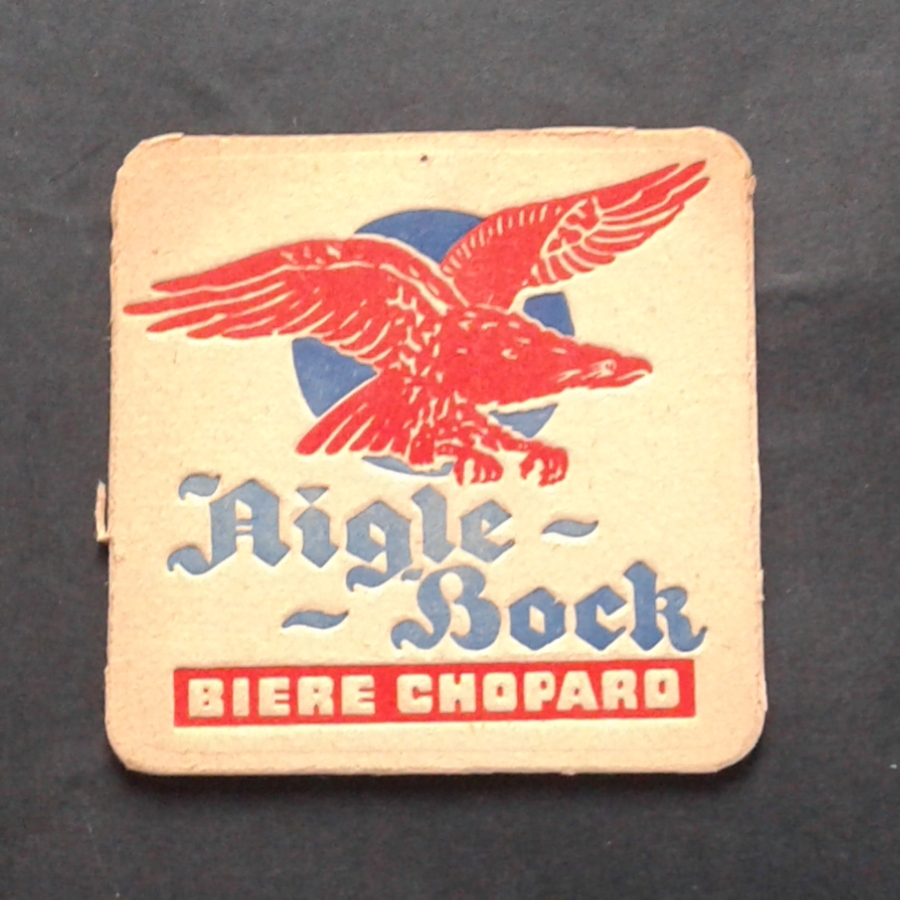 Aigle -
- Bock
BIERE CHOPARD